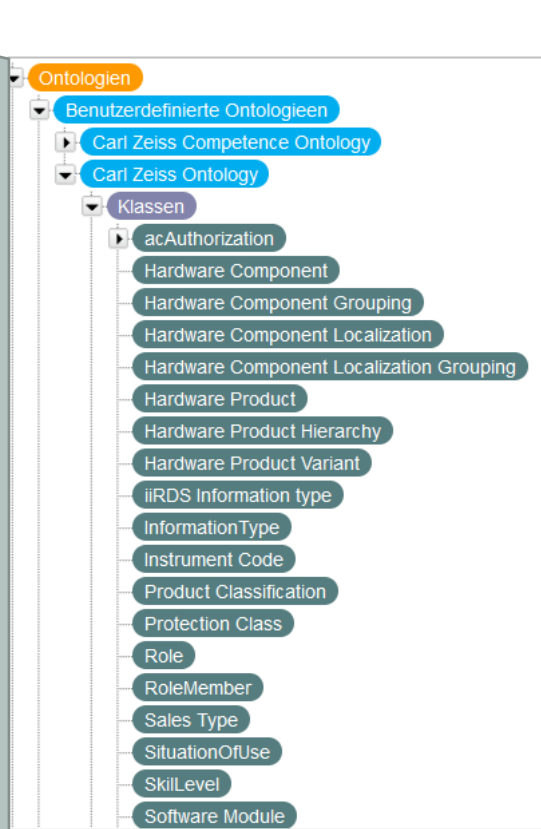 Ontologien
Benutzerdefinierte Ontologieen
Carl Zeiss Competence Ontology
Carl Zeiss Ontology
Klassen
acAuthorization
Hardware Component
Hardware Component Grouping
Hardware Component Localization
Hardware Component Localization Grouping
Hardware Product
Hardware Product Hierarchy
Hardware Product Variant
iiRDS Information type
InformationType
Instrument Code
Product Classification
Protection Class
Role
RoleMember
Sales Type
SituationOfUse
SkilLevel
Software Module